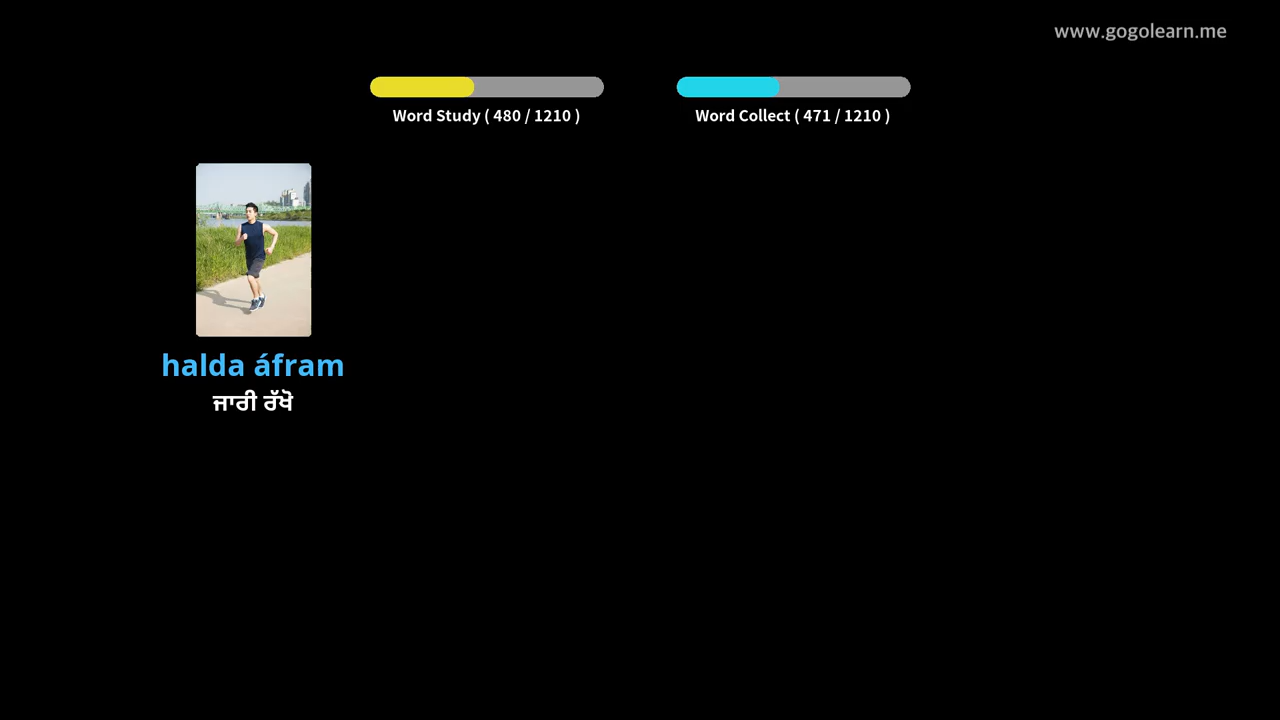 www.gogolearn.me
Word Study ( 480 / 1210 )
Word Collect ( 471 / 1210 )
halda áfram
ਜਾਰੀ ਰੱਖੋ